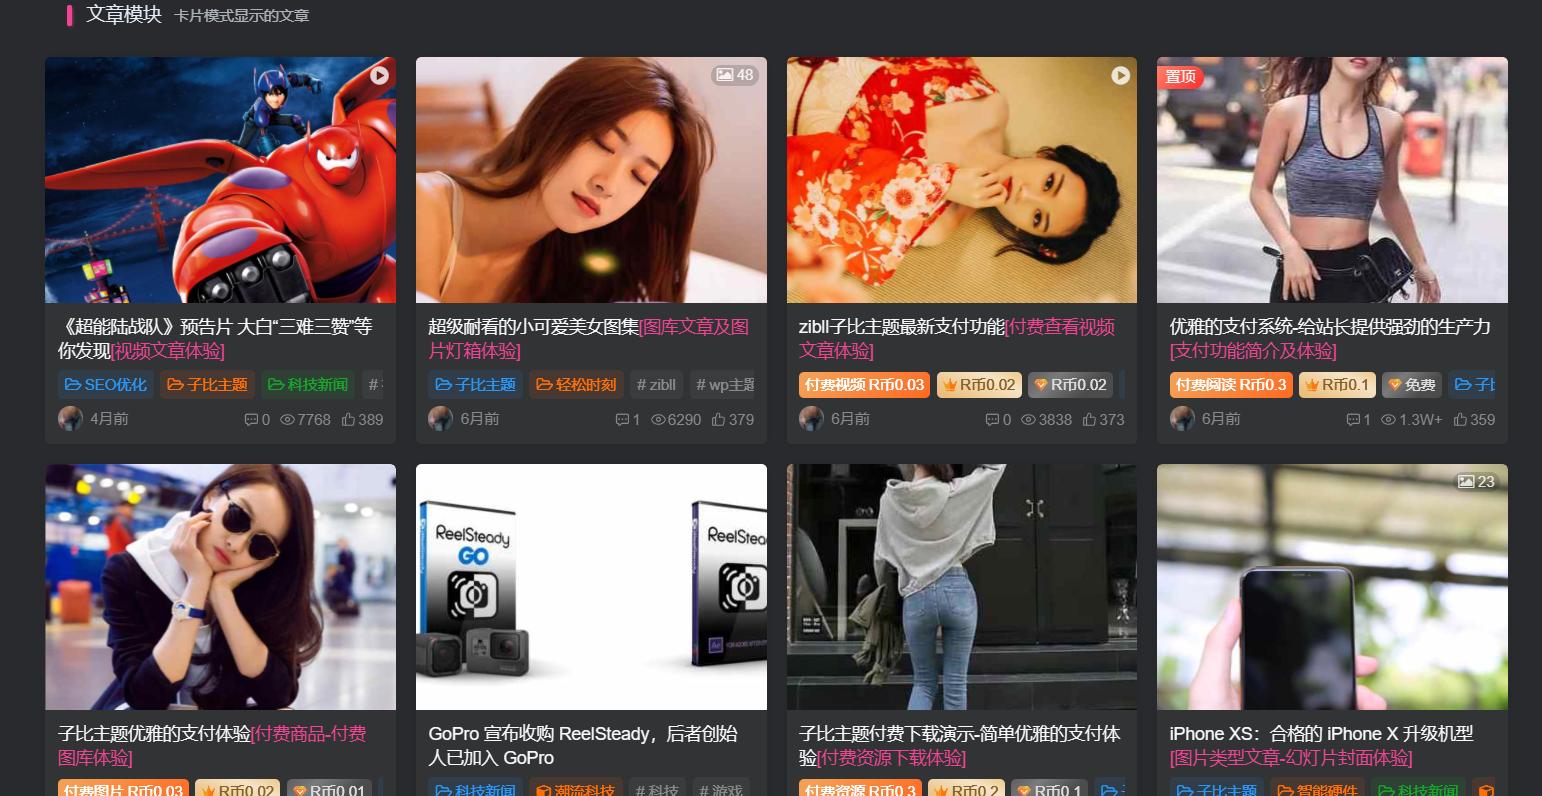 文章模块 卡片模式显示的文章
48
置顶
《超能陆战队》预告片 大白“三难三赞”等
你发现[视频文章体验]
SEO优化 子比主题 科技新闻 #
4月前 0 7768 389
超级耐看的小可爱美女图集[图库文章及图
片灯箱体验]
子比主题 轻松时刻 # zibll # wp主题
6月前 1 6290 379
zibll子比主题最新支付功能[付费查看视频
文章体验]
付费视频 R币0.03 R币0.02 R币0.02
6月前 0 3838 373
优雅的支付系统-给站长提供强劲的生产力
[支付功能简介及体验]
付费阅读 R币0.3 R币0.1 免费 子比
6月前 1 1.3W+ 359
ReelSteady
GO
ReelStea
Ae
23
子比主题优雅的支付体验[付费商品-付费
图库体验]
付费图片 R币0.03 R币0.02 R币0.01
GoPro 宣布收购 ReelSteady，后者创始
人已加入 GoPro
科技新闻 潮流科技 # 科技 # 游戏
子比主题付费下载演示-简单优雅的支付体
验[付费资源下载体验]
付费资源 R币0.3 R币0.2 R币0.1 子
iPhone XS：合格的 iPhone X 升级机型
[图片类型文章-幻灯片封面体验]
子比主题 智能硬件 科技新闻